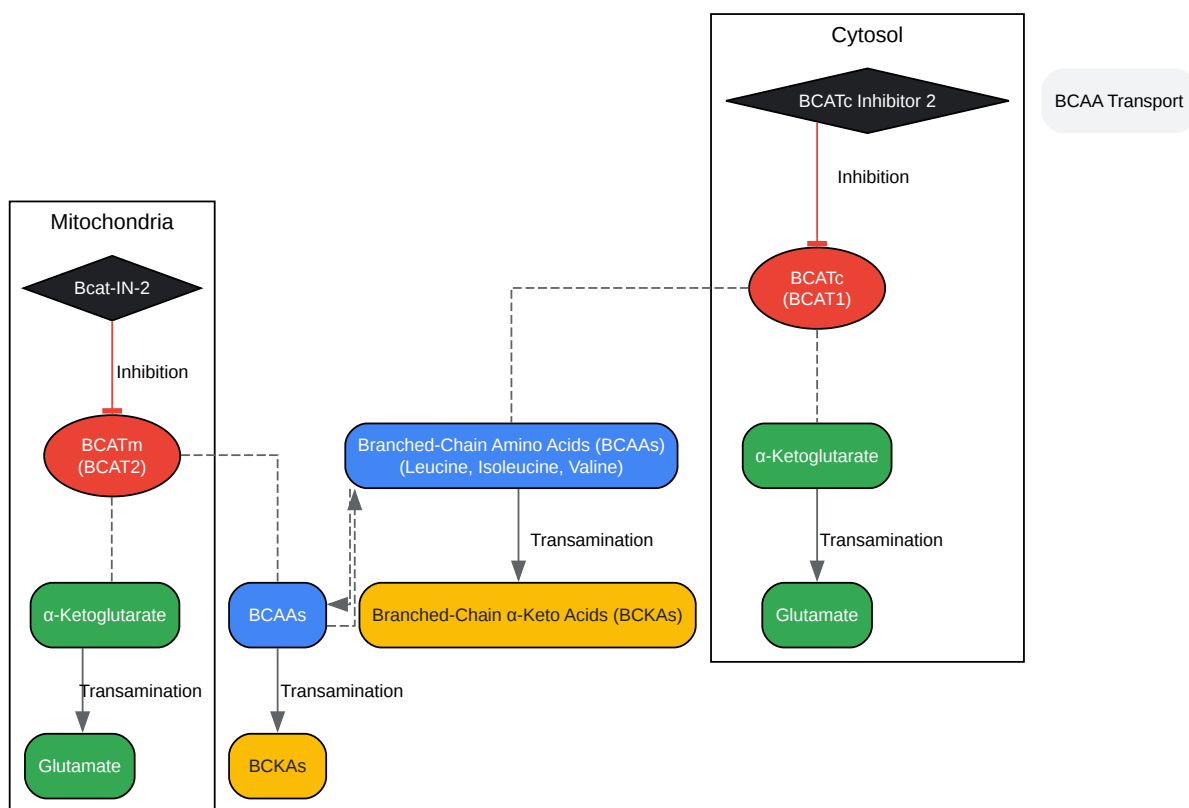 Cytosol
BCATc Inhibitor 2
BCAA Transport
Inhibition
Mitochondria
Bcat-IN-2
BCATc
(BCAT1)
Inhibition
BCATm
(BCAT2)
Branched-Chain Amino Acids (BCAAs)
(Leucine, Isoleucine, Valine)
α-Ketoglutarate
Transamination
Transamination
α-Ketoglutarate
BCAAs
Branched-Chain α-Keto Acids (BCKAs)
Glutamate
Transamination
Transamination
Glutamate
BCKAs